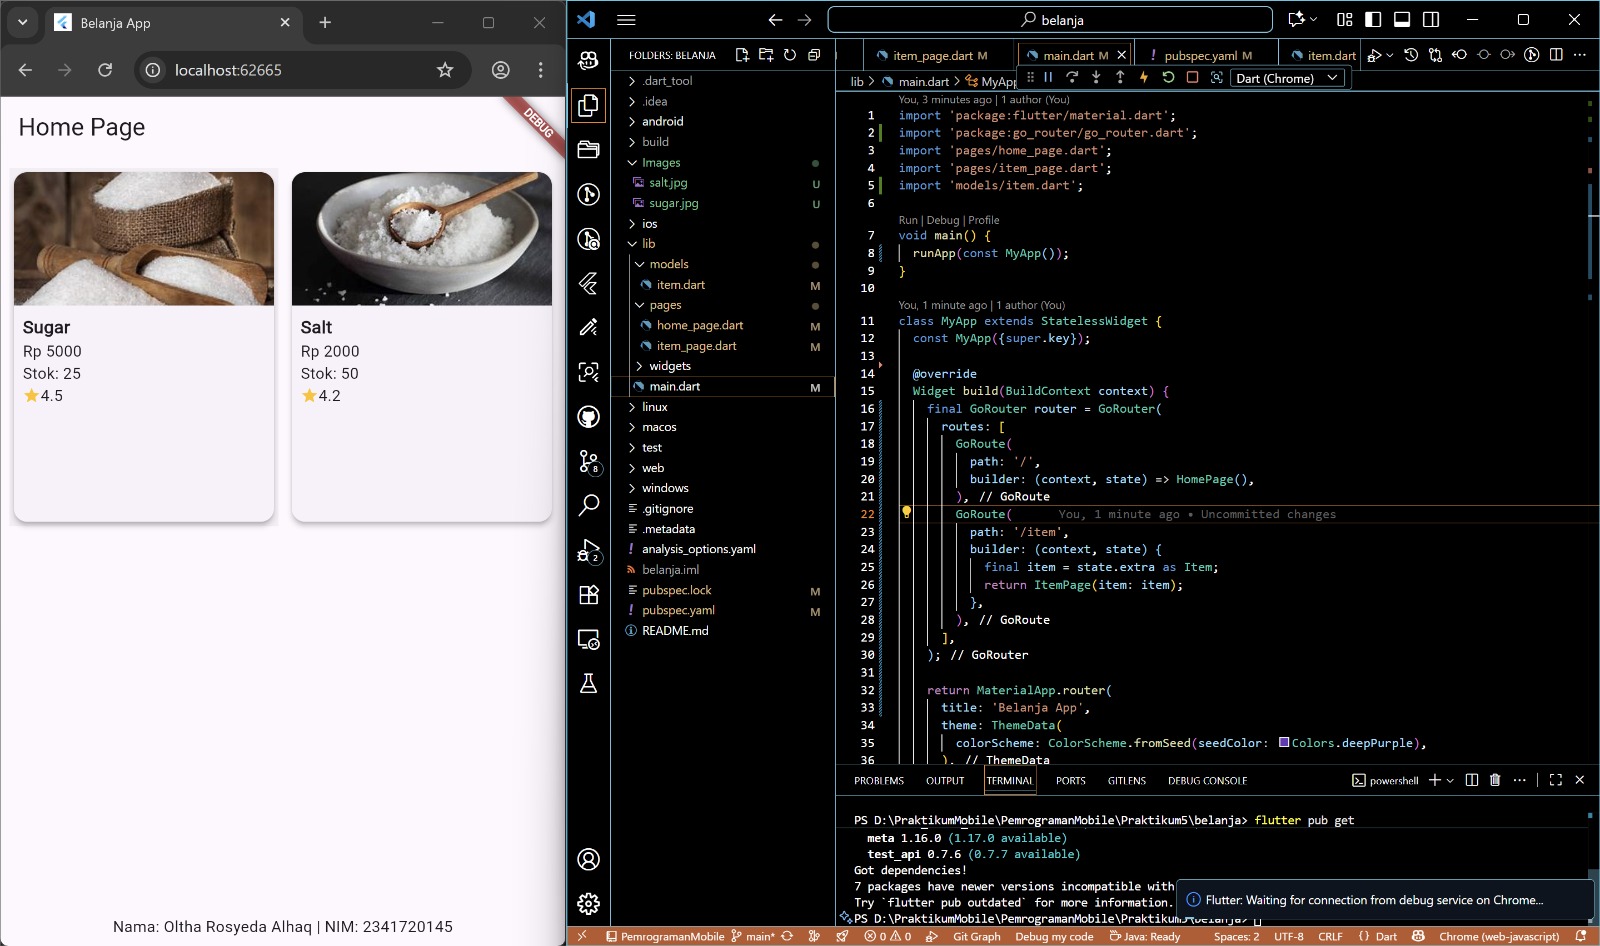 Belanja App
localhost:62665
Home Page
DEBUG
Sugar
Rp 5000
Stok: 25
⭐4.5
Salt
Rp 2000
Stok: 50
⭐4.2
Nama: Oltha Rosyeda Alhaq | NIM: 2341720145
belanja
FOLDERS: BELANJA
.dart_tool
.idea
android
build
Images
salt.jpg U
sugar.jpg U
ios
lib
models
item.dart M
pages
home_page.dart M
item_page.dart M
widgets
main.dart M
linux
macos
test
web
windows
.gitignore
.metadata
analysis_options.yaml
belanja.iml
pubspec.lock M
pubspec.yaml M
README.md
8
2
item_page.dart M
main.dart M
pubspec.yaml M
item.dart
lib > main.dart > MyApp
Dart (Chrome)
You, 3 minutes ago | 1 author (You)
1 import 'package:flutter/material.dart';
2 import 'package:go_router/go_router.dart';
3 import 'pages/home_page.dart';
4 import 'pages/item_page.dart';
5 import 'models/item.dart';
6
Run | Debug | Profile
7 void main() {
8 runApp(const MyApp());
9 }
10
You, 1 minute ago | 1 author (You)
11 class MyApp extends StatelessWidget {
12 const MyApp({super.key});
13
14 @override
15 Widget build(BuildContext context) {
16 final GoRouter router = GoRouter(
17 routes: [
18 GoRoute(
19 path: '/',
20 builder: (context, state) => HomePage(),
21 ), // GoRoute
22 GoRoute( You, 1 minute ago • Uncommitted changes
23 path: '/item',
24 builder: (context, state) {
25 final item = state.extra as Item;
26 return ItemPage(item: item);
27 },
28 ), // GoRoute
29 ],
30 ); // GoRouter
31
32 return MaterialApp.router(
33 title: 'Belanja App',
34 theme: ThemeData(
35 colorScheme: ColorScheme.fromSeed(seedColor: Colors.deepPurple),
36 ), // ThemeData
PROBLEMS OUTPUT TERMINAL PORTS GITLENS DEBUG CONSOLE
powershell
PS D:\PraktikumMobile\PemrogramanMobile\Praktikum5\belanja> flutter pub get
meta 1.16.0 (1.17.0 available)
test_api 0.7.6 (0.7.7 available)
Got dependencies!
7 packages have newer versions incompatible with
Try `flutter pub outdated` for more information.
PS D:\PraktikumMobile\PemrogramanMobile\Praktikum5\belanja>
Flutter: Waiting for connection from debug service on Chrome...
PemrogramanMobile main* 0 0 Git Graph Debug my code Java: Ready Spaces: 2 UTF-8 CRLF {} Dart Chrome (web-javascript)